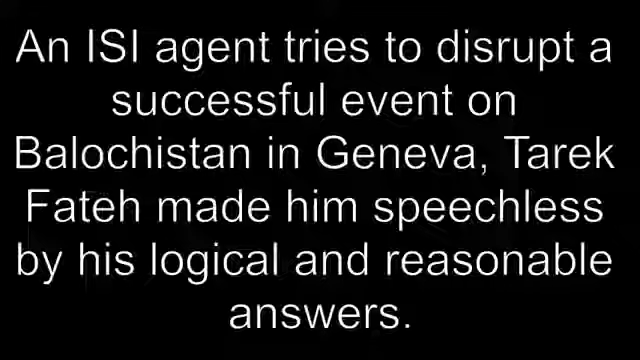 An ISI agent tries to disrupt a
successful event on
Balochistan in Geneva, Tarek
Fateh made him speechless
by his logical and reasonable
answers.